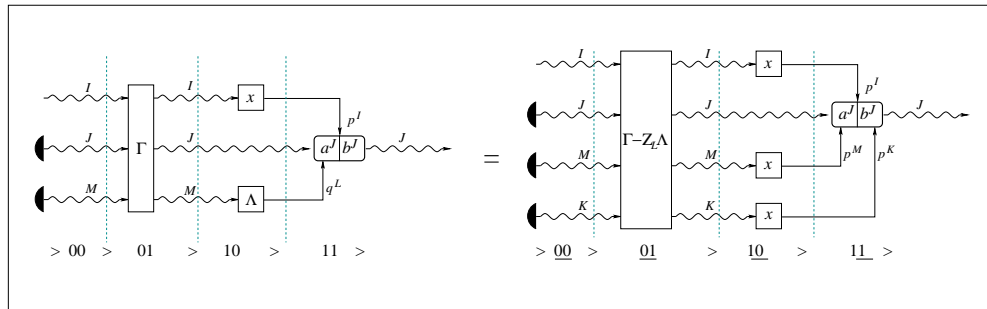 I I I I
x x
p^I p^I
J J a^J b^J J = J J a^J b^J J
Γ Γ−Z_LΛ
q^L p^M p^K
M M Λ M M x
K K x
> 00 > 01 > 10 > 11 > > 00 > 01 > 10 > 11 >